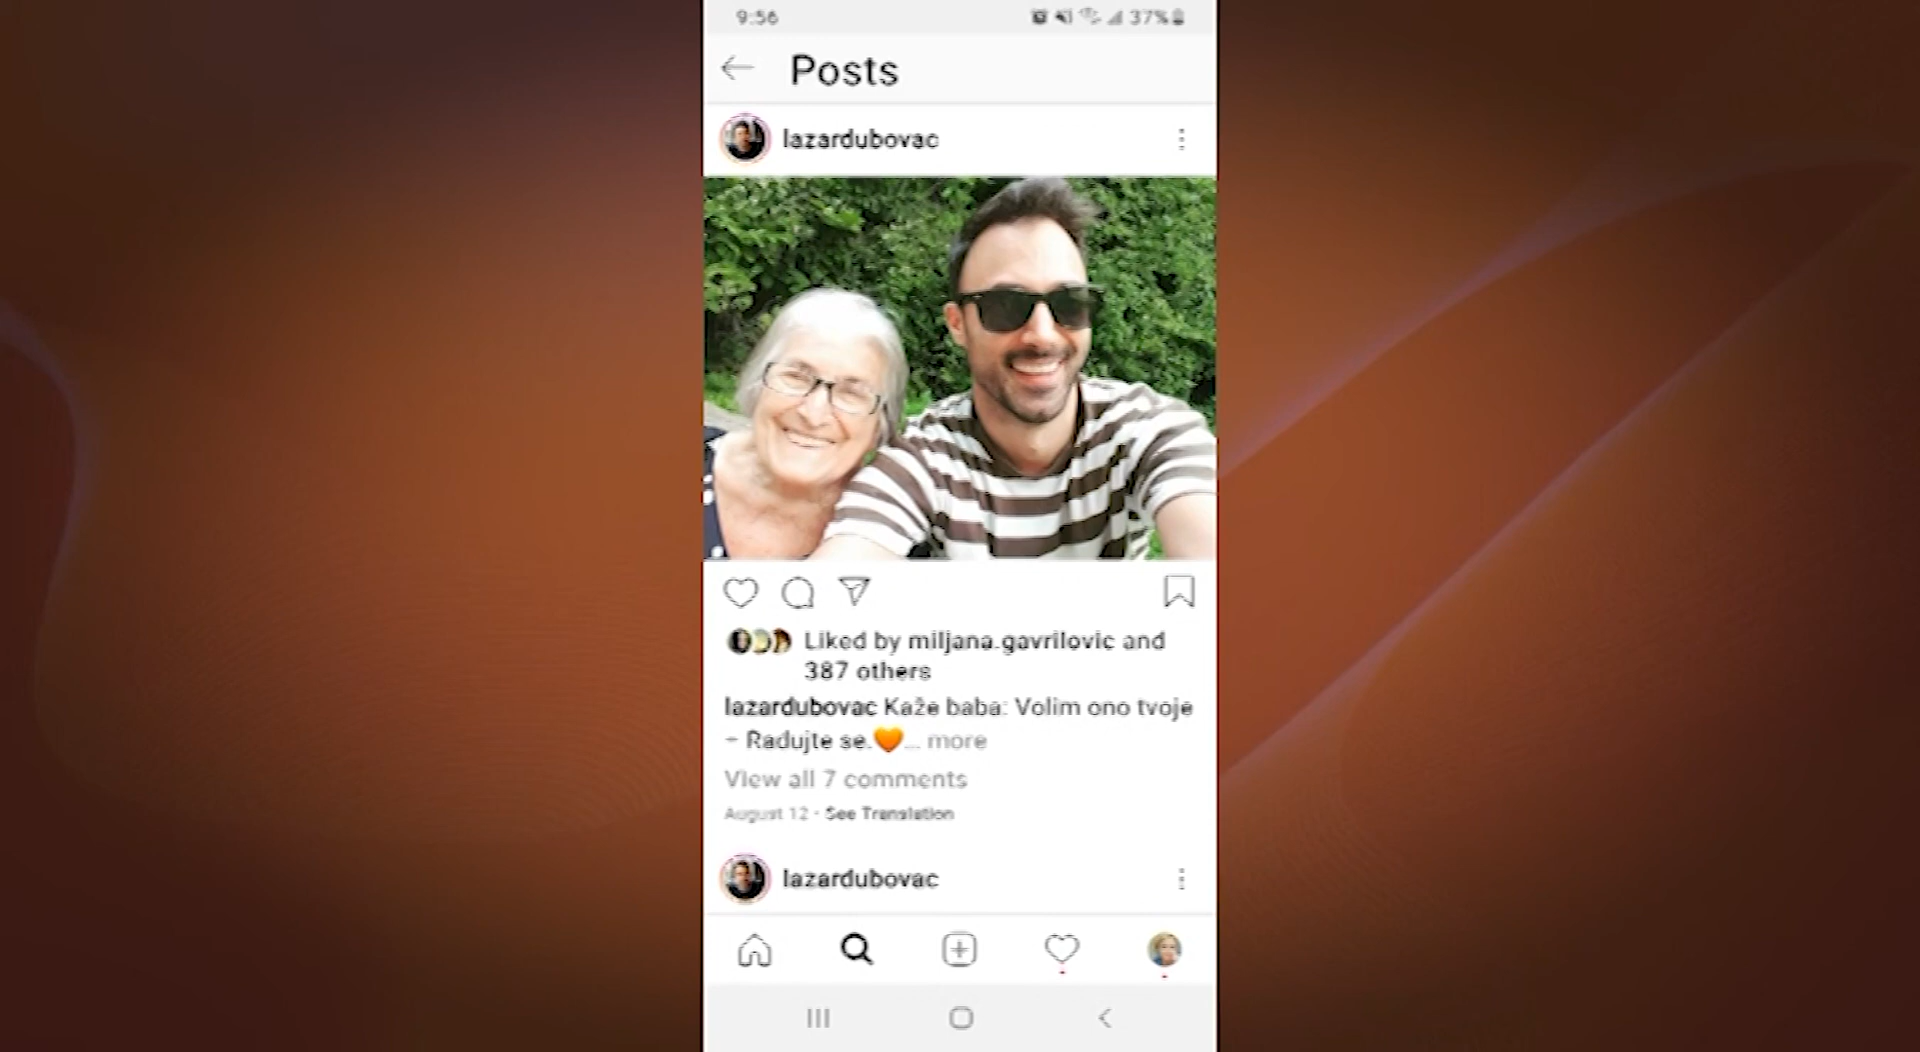 9:56
37%
Posts
lazardubovac
Liked by miljana.gavrilovic and
387 others
lazardubovac Kaže baba: Volim ono tvoje
- Radujte se.🧡... more
View all 7 comments
August 12 · See Translation
lazardubovac